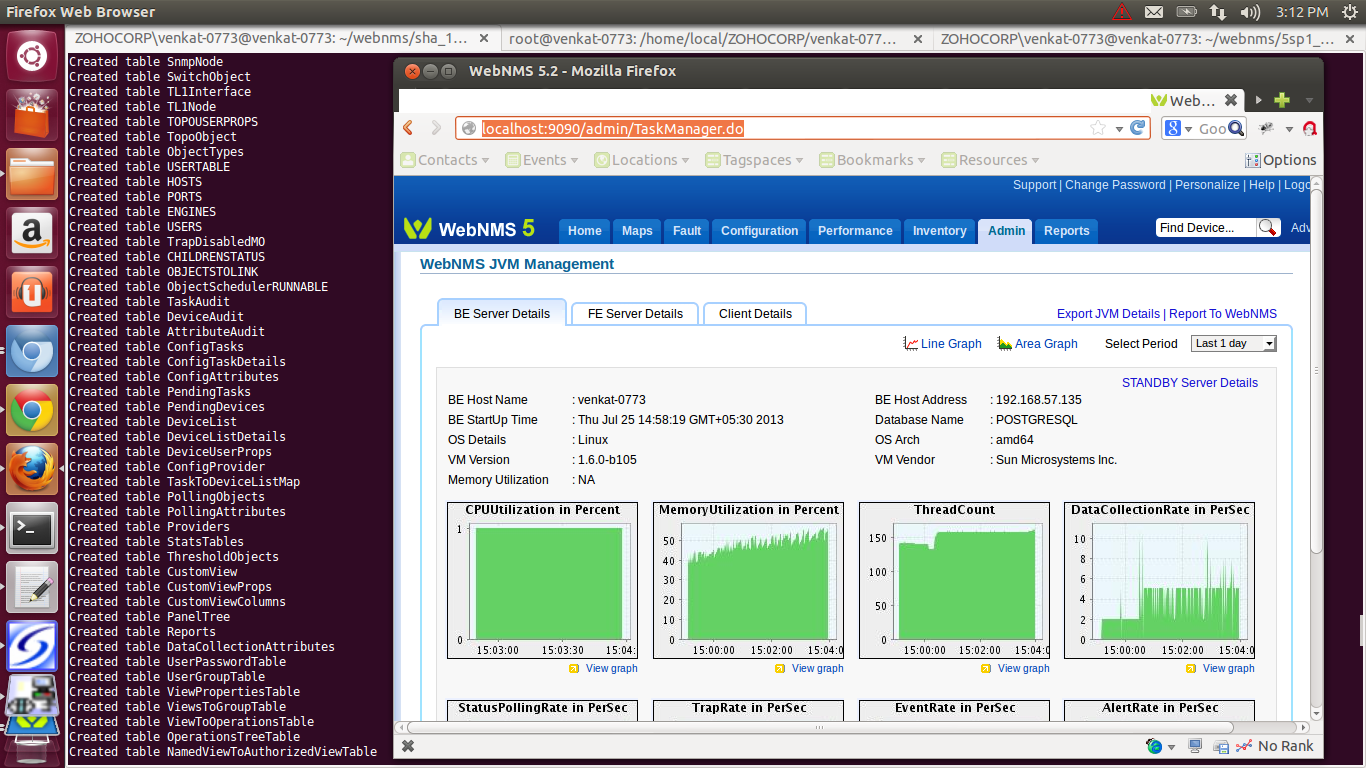 Firefox Web Browser
3:12 PM
ZOHOCORP\venkat-0773@venkat-0773: ~/webnms/sha_1...
root@venkat-0773: /home/local/ZOHOCORP/venkat-077...
ZOHOCORP\venkat-0773@venkat-0773: ~/webnms/5sp1_...
Created table SnmpNode
Created table SwitchObject
Created table TL1Interface
Created table TL1Node
Created table TOPOUSERPROPS
Created table TopoObject
Created table ObjectTypes
Created table USERTABLE
Created table HOSTS
Created table PORTS
Created table ENGINES
Created table USERS
Created table TrapDisabledMO
Created table CHILDRENSTATUS
Created table OBJECTSTOLINK
Created table ObjectSchedulerRUNNABLE
Created table TaskAudit
Created table DeviceAudit
Created table AttributeAudit
Created table ConfigTasks
Created table ConfigTaskDetails
Created table ConfigAttributes
Created table PendingTasks
Created table PendingDevices
Created table DeviceList
Created table DeviceListDetails
Created table DeviceUserProps
Created table ConfigProvider
Created table TaskToDeviceListMap
Created table PollingObjects
Created table PollingAttributes
Created table Providers
Created table StatsTables
Created table ThresholdObjects
Created table CustomView
Created table CustomViewProps
Created table CustomViewColumns
Created table PanelTree
Created table Reports
Created table DataCollectionAttributes
Created table UserPasswordTable
Created table UserGroupTable
Created table ViewPropertiesTable
Created table ViewsToGroupTable
Created table ViewToOperationsTable
Created table OperationsTreeTable
Created table NamedViewToAuthorizedViewTable
WebNMS 5.2 - Mozilla Firefox
Web...
localhost:9090/admin/TaskManager.do
Goo
Contacts Events Locations Tagspaces Bookmarks Resources Options
Support | Change Password | Personalize | Help | Logo
WebNMS 5 Home Maps Fault Configuration Performance Inventory Admin Reports Find Device... Adv
WebNMS JVM Management
BE Server Details FE Server Details Client Details Export JVM Details | Report To WebNMS
Line Graph Area Graph Select Period Last 1 day
STANDBY Server Details
BE Host Name : venkat-0773 BE Host Address : 192.168.57.135
BE StartUp Time : Thu Jul 25 14:58:19 GMT+05:30 2013 Database Name : POSTGRESQL
OS Details : Linux OS Arch : amd64
VM Version : 1.6.0-b105 VM Vendor : Sun Microsystems Inc.
Memory Utilization : NA
CPUUtilization in Percent
1
0
15:03:00 15:03:30 15:04:
View graph
MemoryUtilization in Percent
50
40
30
20
10
0
15:00:00 15:02:00 15:04:0
View graph
ThreadCount
150
100
50
0
15:00:00 15:02:00 15:04:0
View graph
DataCollectionRate in PerSec
10
8
6
4
2
0
15:00:00 15:02:00 15:04:0
View graph
StatusPollingRate in PerSec TrapRate in PerSec EventRate in PerSec AlertRate in PerSec
No Rank